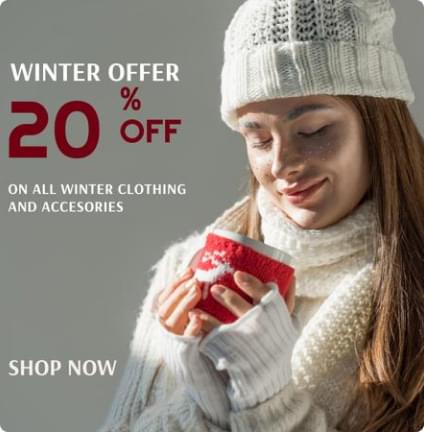 WINTER OFFER
20 % OFF
ON ALL WINTER CLOTHING
AND ACCESORIES
SHOP NOW